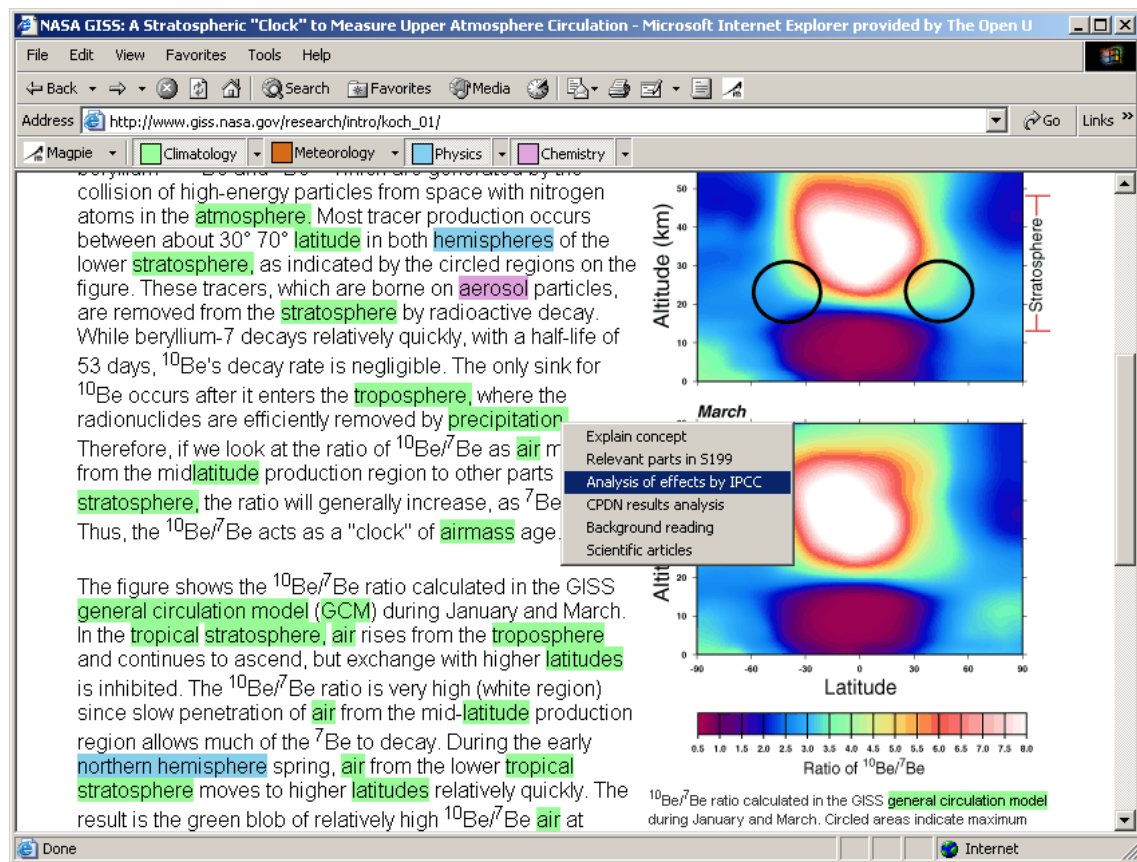 NASA GISS: A Stratospheric "Clock" to Measure Upper Atmosphere Circulation - Microsoft Internet Explorer provided by The Open U
File Edit View Favorites Tools Help
Back Search Favorites Media
Address http://www.giss.nasa.gov/research/intro/koch_01/ Go Links »
Magpie Climatology Meteorology Physics Chemistry
collision of high-energy particles from space with nitrogen
atoms in the atmosphere. Most tracer production occurs
between about 30° 70° latitude in both hemispheres of the
lower stratosphere, as indicated by the circled regions on the
figure. These tracers, which are borne on aerosol particles,
are removed from the stratosphere by radioactive decay.
While beryllium-7 decays relatively quickly, with a half-life of
53 days, ¹⁰Be's decay rate is negligible. The only sink for
¹⁰Be occurs after it enters the troposphere, where the
radionuclides are efficiently removed by precipitation.
Therefore, if we look at the ratio of ¹⁰Be/⁷Be as air m
from the midlatitude production region to other parts
stratosphere, the ratio will generally increase, as ⁷Be
Thus, the ¹⁰Be/⁷Be acts as a "clock" of airmass age.
The figure shows the ¹⁰Be/⁷Be ratio calculated in the GISS
general circulation model (GCM) during January and March.
In the tropical stratosphere, air rises from the troposphere
and continues to ascend, but exchange with higher latitudes
is inhibited. The ¹⁰Be/⁷Be ratio is very high (white region)
since slow penetration of air from the mid-latitude production
region allows much of the ⁷Be to decay. During the early
northern hemisphere spring, air from the lower tropical
stratosphere moves to higher latitudes relatively quickly. The
result is the green blob of relatively high ¹⁰Be/⁷Be air at
Explain concept
Relevant parts in S199
Analysis of effects by IPCC
CPDN results analysis
Background reading
Scientific articles
Altitude (km)
50
40
30
20
10
0
Stratosphere
March
20
10
0
-90 -60 -30 0 30 60 90
Latitude
0.5 1.0 1.5 2.0 2.5 3.0 3.5 4.0 4.5 5.0 5.5 6.0 6.5 7.0 7.5 8.0
Ratio of ¹⁰Be/⁷Be
¹⁰Be/⁷Be ratio calculated in the GISS general circulation model
during January and March. Circled areas indicate maximum
Done Internet